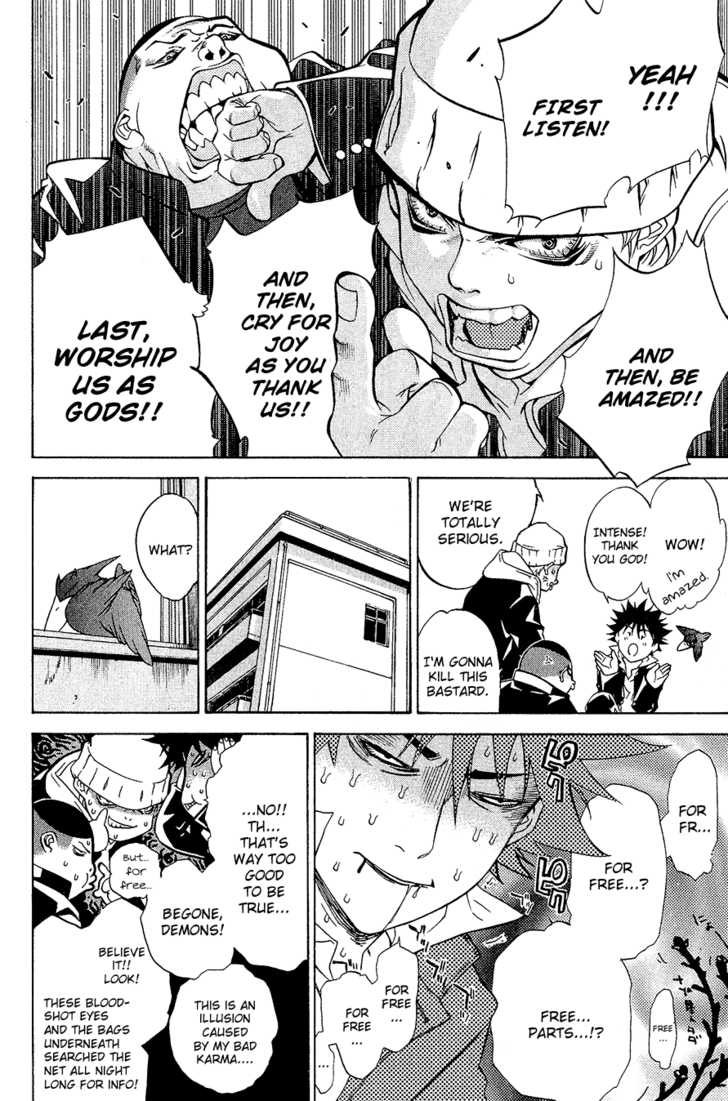 YEAH
!!!
FIRST
LISTEN!
AND
THEN, BE
AMAZED!!
AND
THEN,
CRY FOR
JOY
AS YOU
THANK
US!!
LAST,
WORSHIP
US AS
GODS!!
WOW!
INTENSE!
THANK
YOU GOD!
I'm
amazed.
WE'RE
TOTALLY
SERIOUS.
I'M GONNA
KILL THIS
BASTARD.
WHAT?
FOR
FR...
FOR
FREE...?
FREE...
PARTS...!?
FREE
...
FOR
FREE
...
FOR
FREE
...
...NO!!
TH...
THAT'S
WAY TOO
GOOD
TO BE
TRUE...
But...
for
free...
BEGONE,
DEMONS!
THIS IS AN
ILLUSION
CAUSED
BY MY BAD
KARMA....
BELIEVE
IT!!
LOOK!
THESE BLOOD-
SHOT EYES
AND THE BAGS
UNDERNEATH
SEARCHED THE
NET ALL NIGHT
LONG FOR INFO!